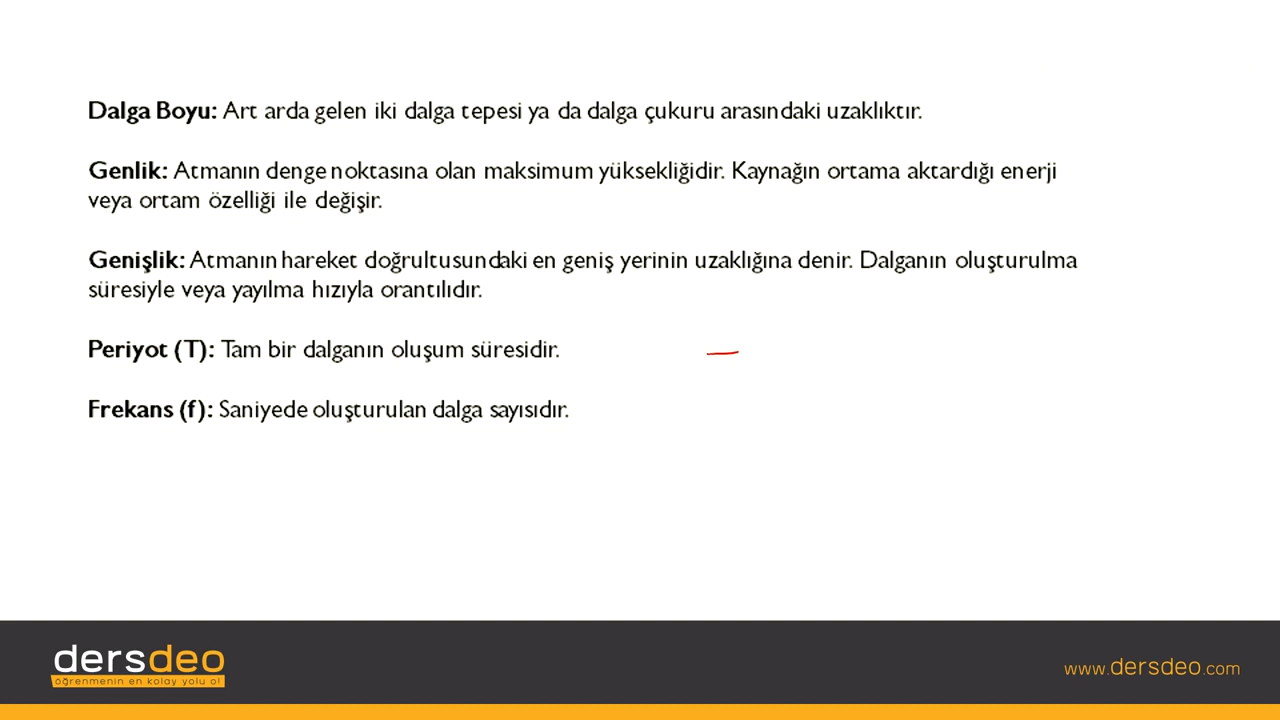 Dalga Boyu: Art arda gelen iki dalga tepesi ya da dalga çukuru arasındaki uzaklıktır.
Genlik: Atmanın denge noktasına olan maksimum yüksekliğidir. Kaynağın ortama aktardığı enerji
veya ortam özelliği ile değişir.
Genişlik: Atmanın hareket doğrultusundaki en geniş yerinin uzaklığına denir. Dalganın oluşturulma
süresiyle veya yayılma hızıyla orantılıdır.
Periyot (T): Tam bir dalganın oluşum süresidir.
Frekans (f): Saniyede oluşturulan dalga sayısıdır.
dersdeo
öğrenmenin en kolay yolu o!
www.dersdeo.com